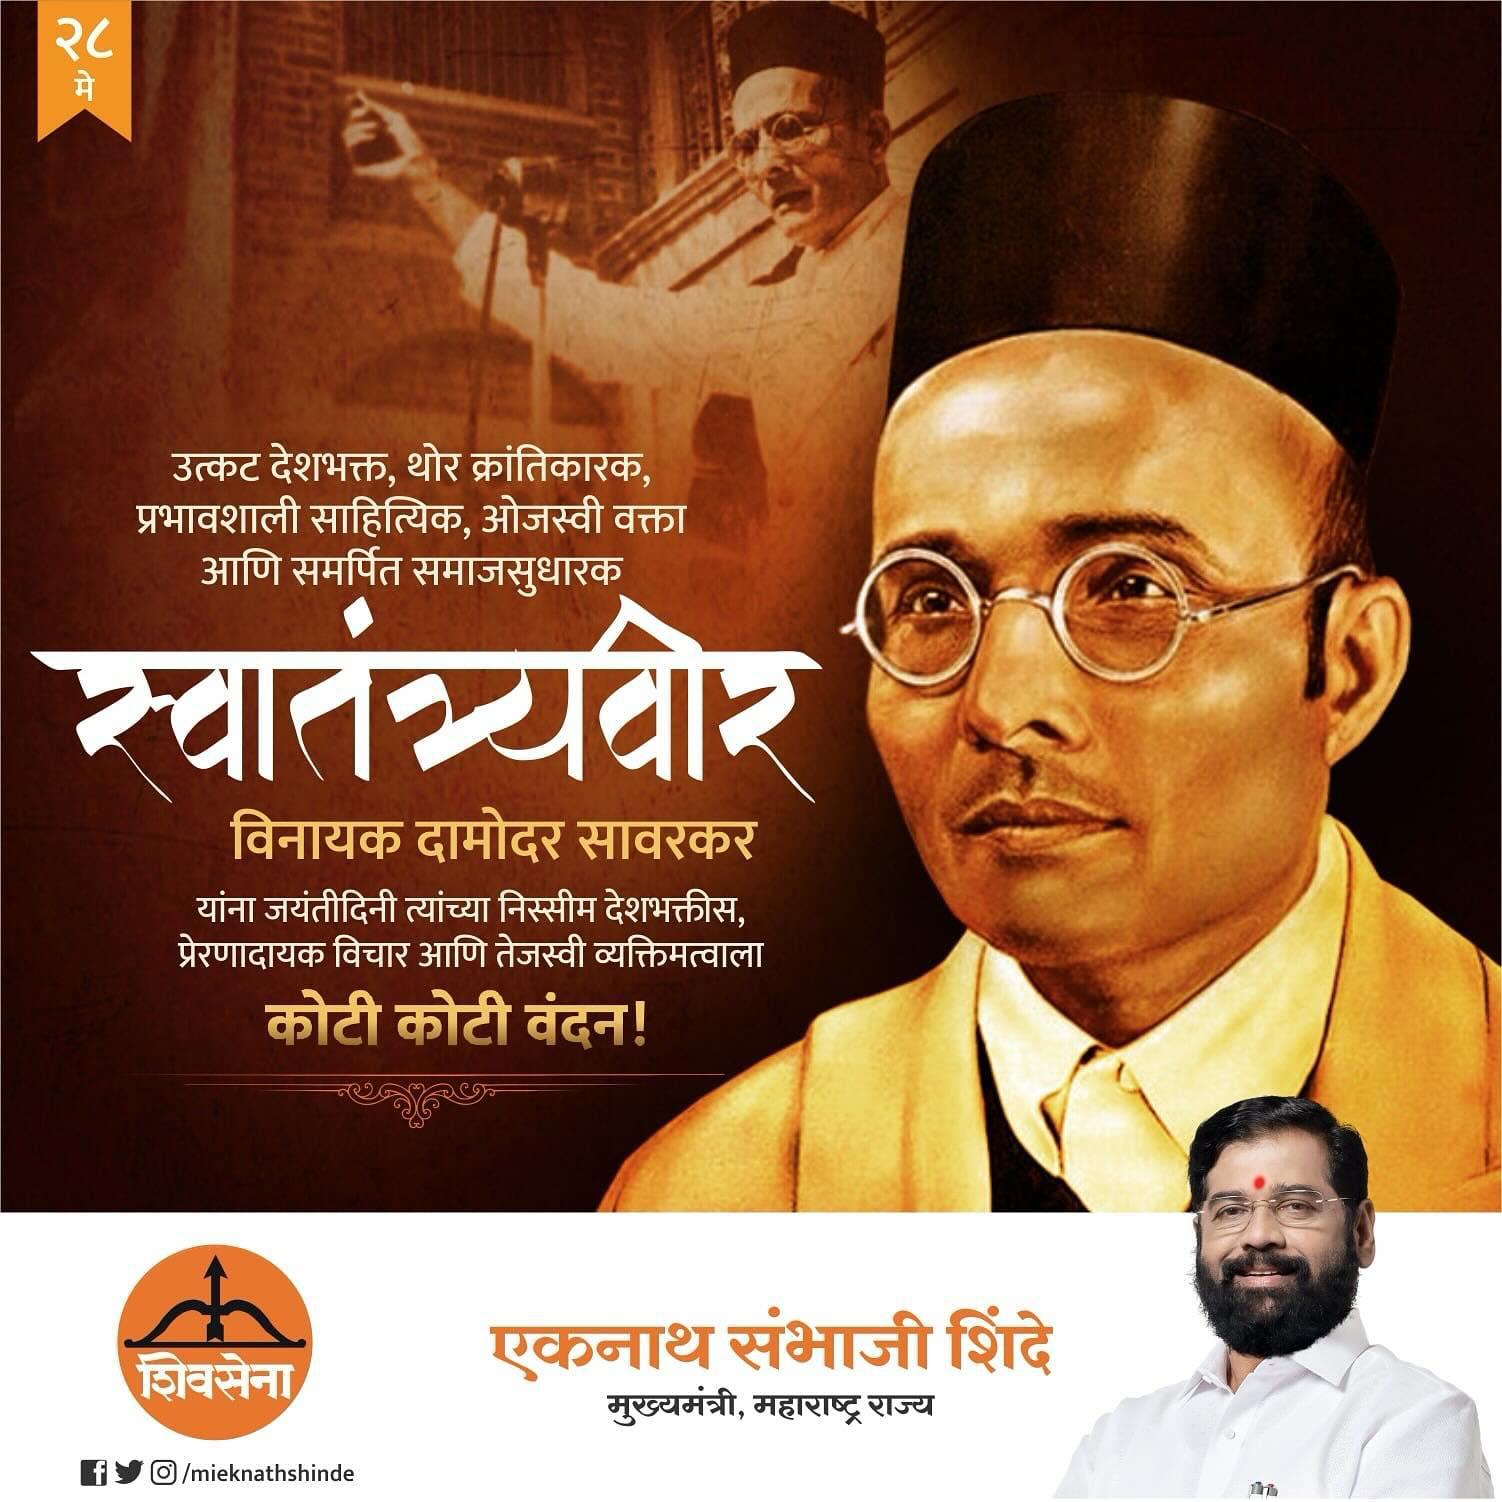 २८
मे
उत्कट देशभक्त, थोर क्रांतिकारक,
प्रभावशाली साहित्यिक, ओजस्वी वक्ता
आणि समर्पित समाजसुधारक
स्वातंत्र्यवीर
विनायक दामोदर सावरकर
यांना जयंतीदिनी त्यांच्या निस्सीम देशभक्तीस,
प्रेरणादायक विचार आणि तेजस्वी व्यक्तिमत्वाला
कोटी कोटी वंदन!
शिवसेना
एकनाथ संभाजी शिंदे
मुख्यमंत्री, महाराष्ट्र राज्य
/mieknathshinde